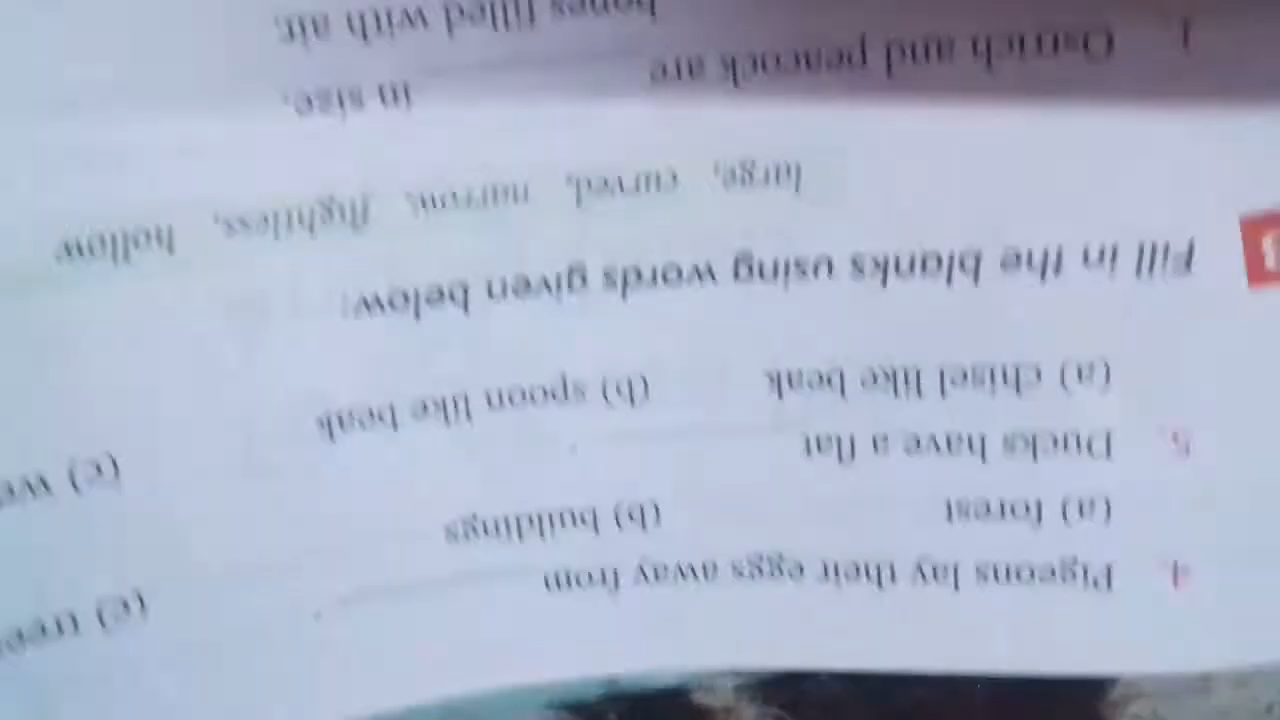 4. Pigeons lay their eggs away from
(a) forest (b) buildings (c)
5. Ducks have a flat
(a) chisel like beak (b) spoon like beak (c)
B Fill in the blanks using words given below:
large, curved, narrow, flightless, hollow
1. Ostrich and peacock are in size.
bones filled with air.